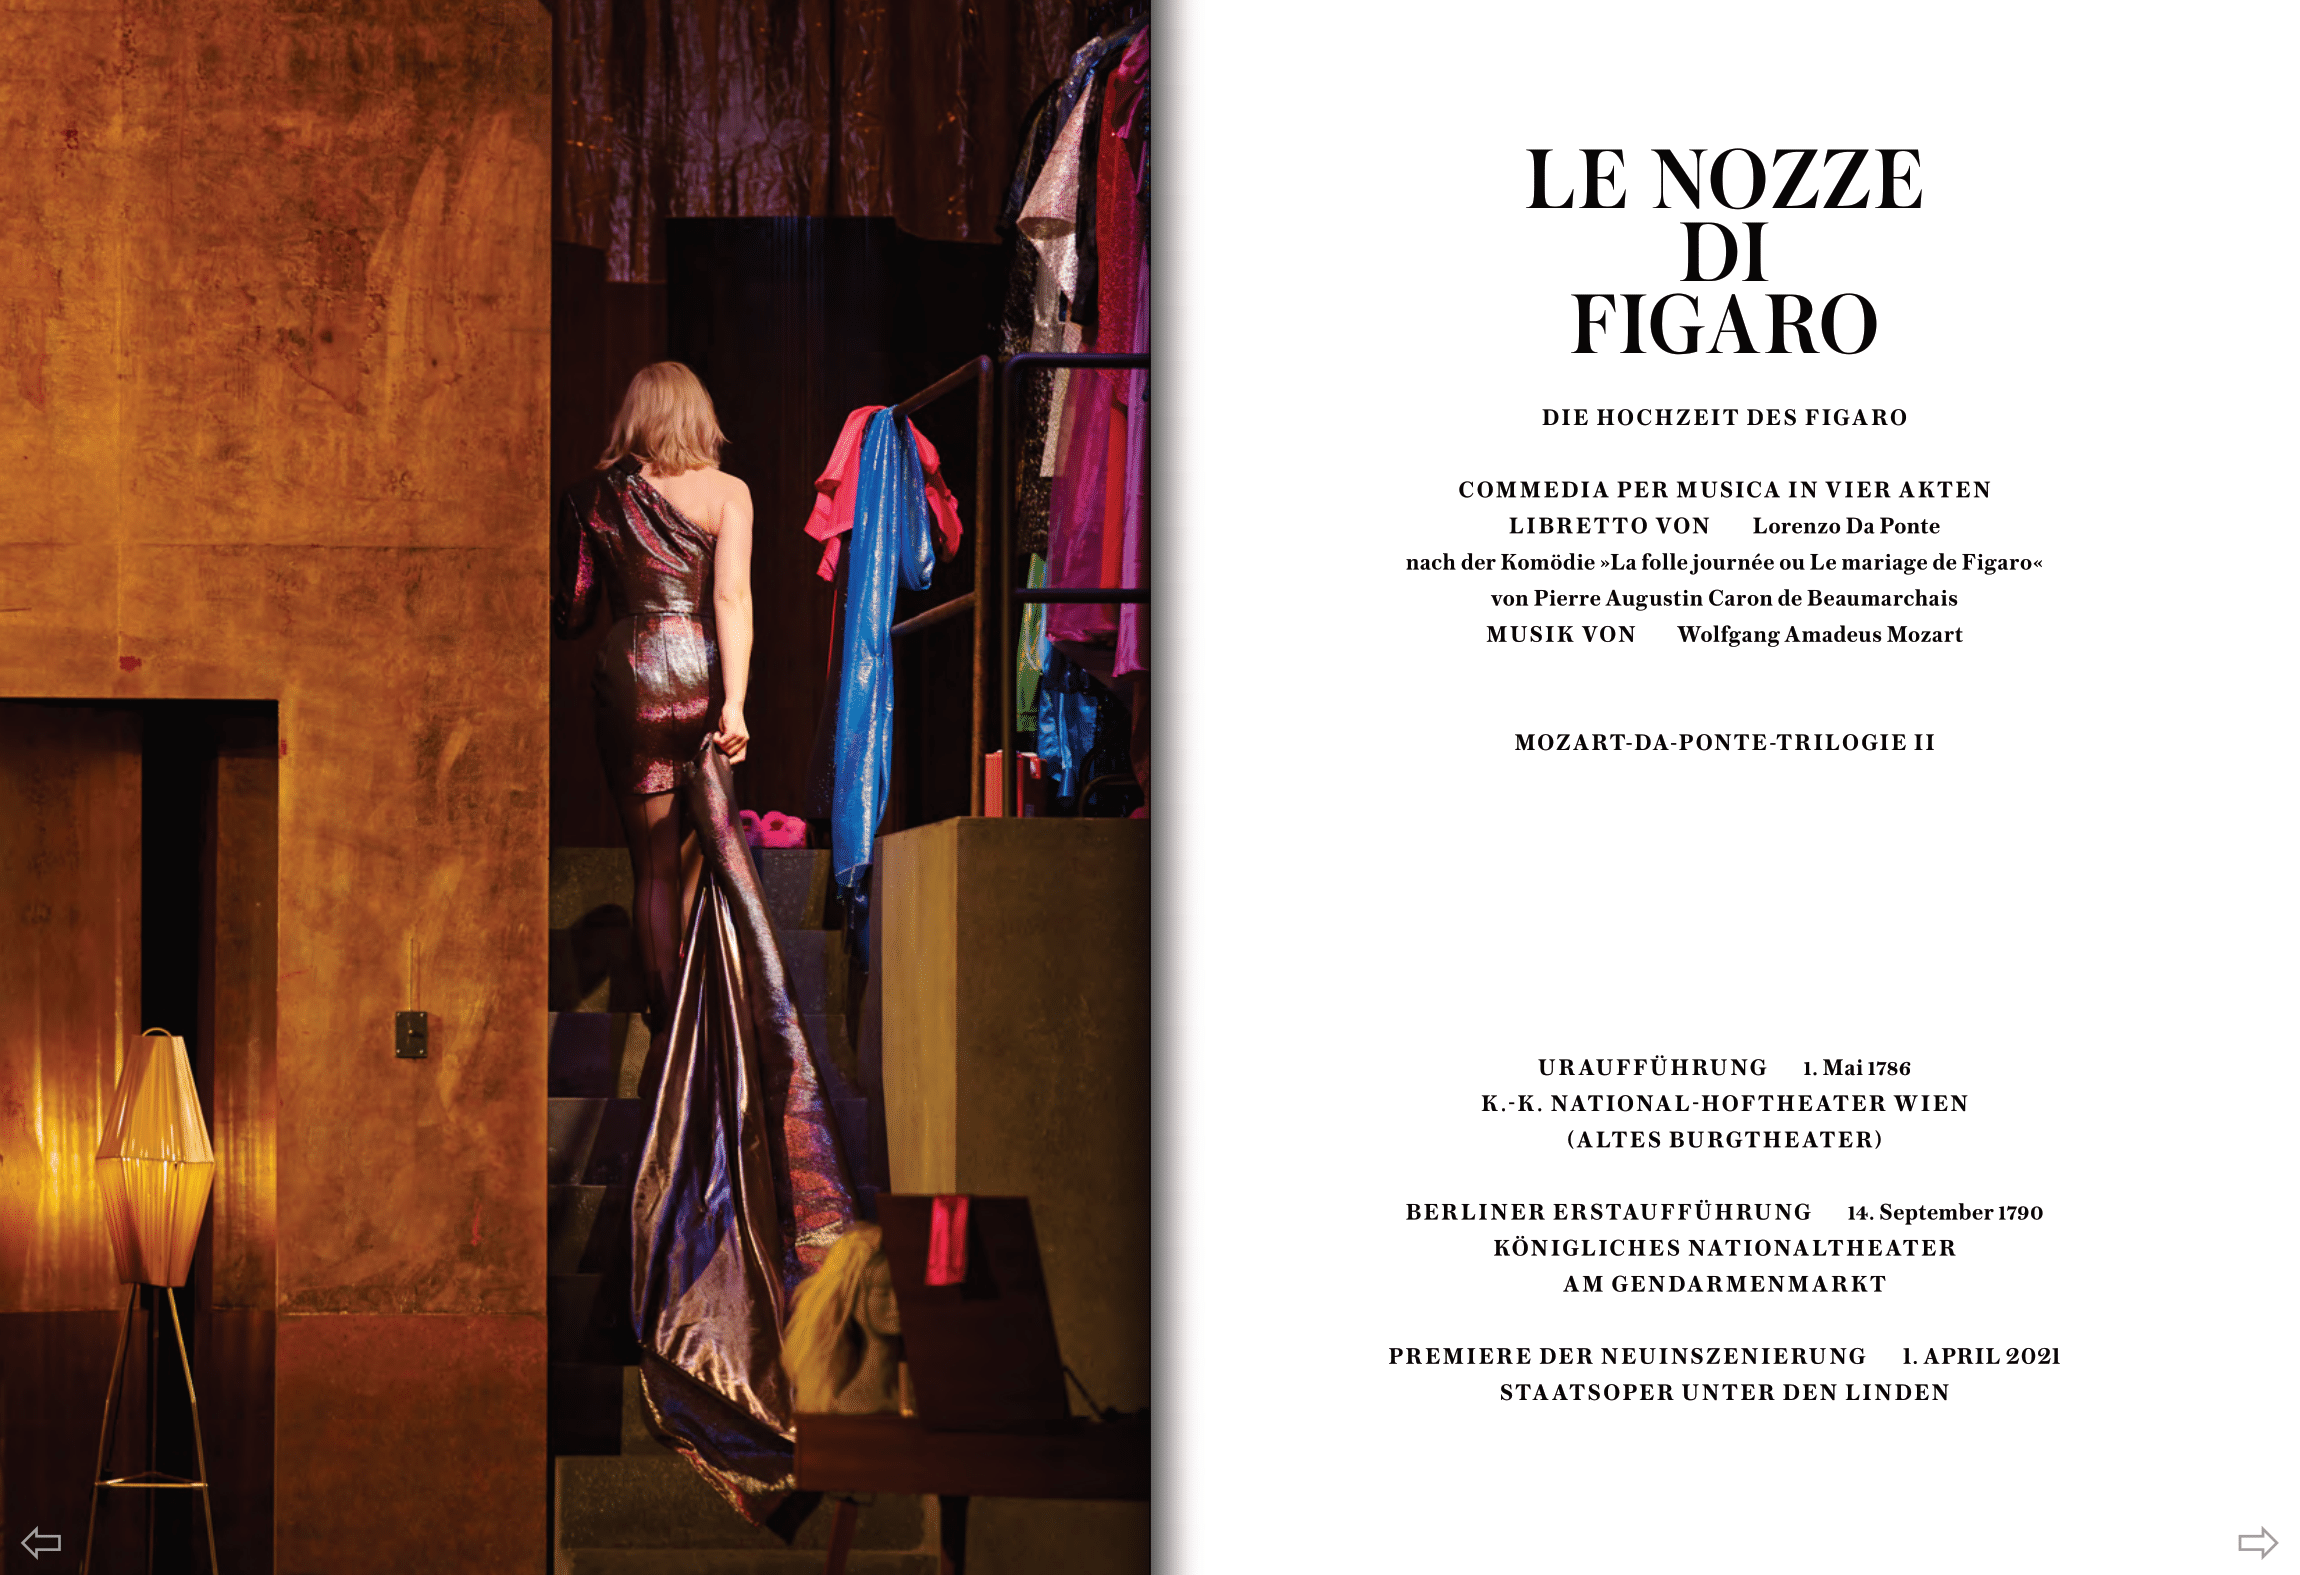 LE NOZZE
DI
FIGARO
DIE HOCHZEIT DES FIGARO
COMMEDIA PER MUSICA IN VIER AKTEN
LIBRETTO VON Lorenzo Da Ponte
nach der Komödie »La folle journée ou Le mariage de Figaro«
von Pierre Augustin Caron de Beaumarchais
MUSIK VON Wolfgang Amadeus Mozart
MOZART-DA-PONTE-TRILOGIE II
URAUFFÜHRUNG 1. Mai 1786
K.-K. NATIONAL-HOFTHEATER WIEN
(ALTES BURGTHEATER)
BERLINER ERSTAUFFÜHRUNG 14. September 1790
KÖNIGLICHES NATIONALTHEATER
AM GENDARMENMARKT
PREMIERE DER NEUINSZENIERUNG 1. APRIL 2021
STAATSOPER UNTER DEN LINDEN